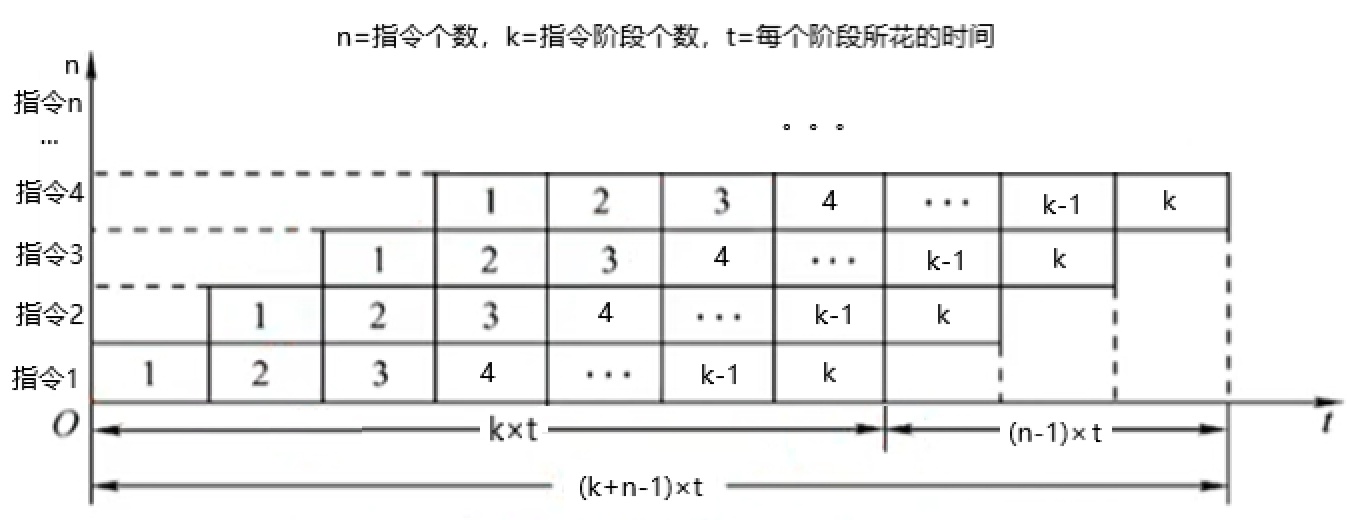 n=指令个数，k=指令阶段个数，t=每个阶段所花的时间
n
指令n
...
。。。
指令4 1 2 3 4 ··· k-1 k
指令3 1 2 3 4 ··· k-1 k
指令2 1 2 3 4 ··· k-1 k
指令1 1 2 3 4 ··· k-1 k
O t
k×t (n-1)×t
(k+n-1)×t